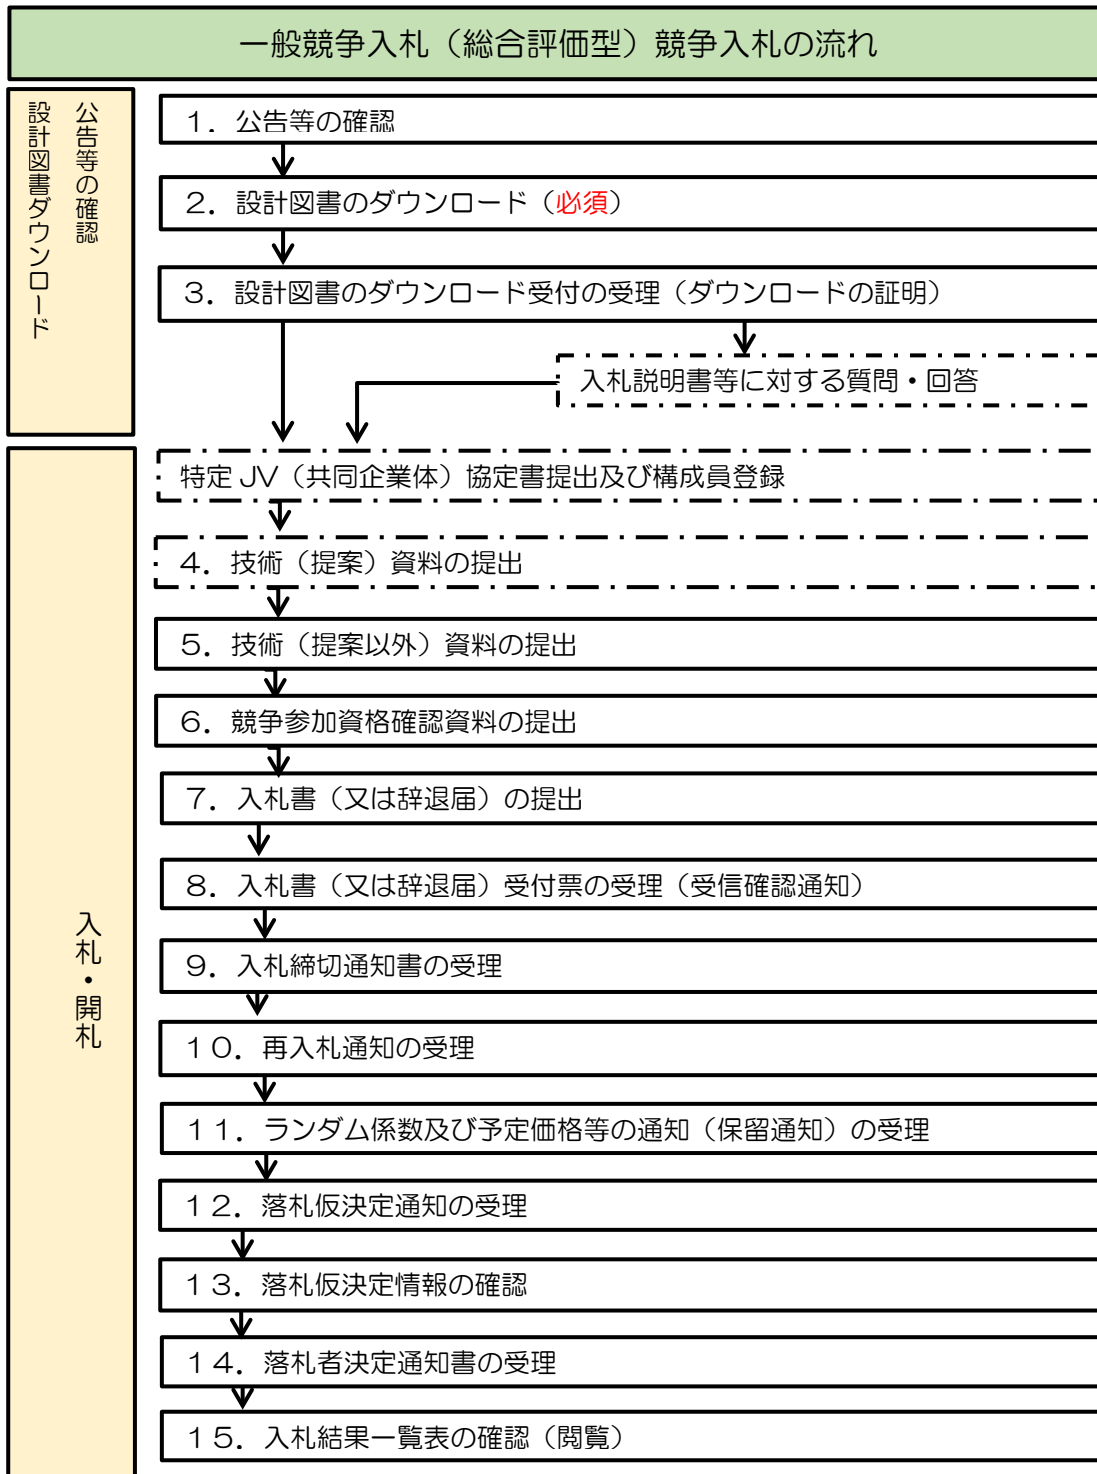 一般競争入札（総合評価型）競争入札の流れ
公告等の確認
設計図書ダウンロード
１．公告等の確認
２．設計図書のダウンロード（必須）
３．設計図書のダウンロード受付の受理（ダウンロードの証明）
入札説明書等に対する質問・回答
入札・開札
特定 JV（共同企業体）協定書提出及び構成員登録
４．技術（提案）資料の提出
５．技術（提案以外）資料の提出
６．競争参加資格確認資料の提出
７．入札書（又は辞退届）の提出
８．入札書（又は辞退届）受付票の受理（受信確認通知）
９．入札締切通知書の受理
１０．再入札通知の受理
１１．ランダム係数及び予定価格等の通知（保留通知）の受理
１２．落札仮決定通知の受理
１３．落札仮決定情報の確認
１４．落札者決定通知書の受理
１５．入札結果一覧表の確認（閲覧）